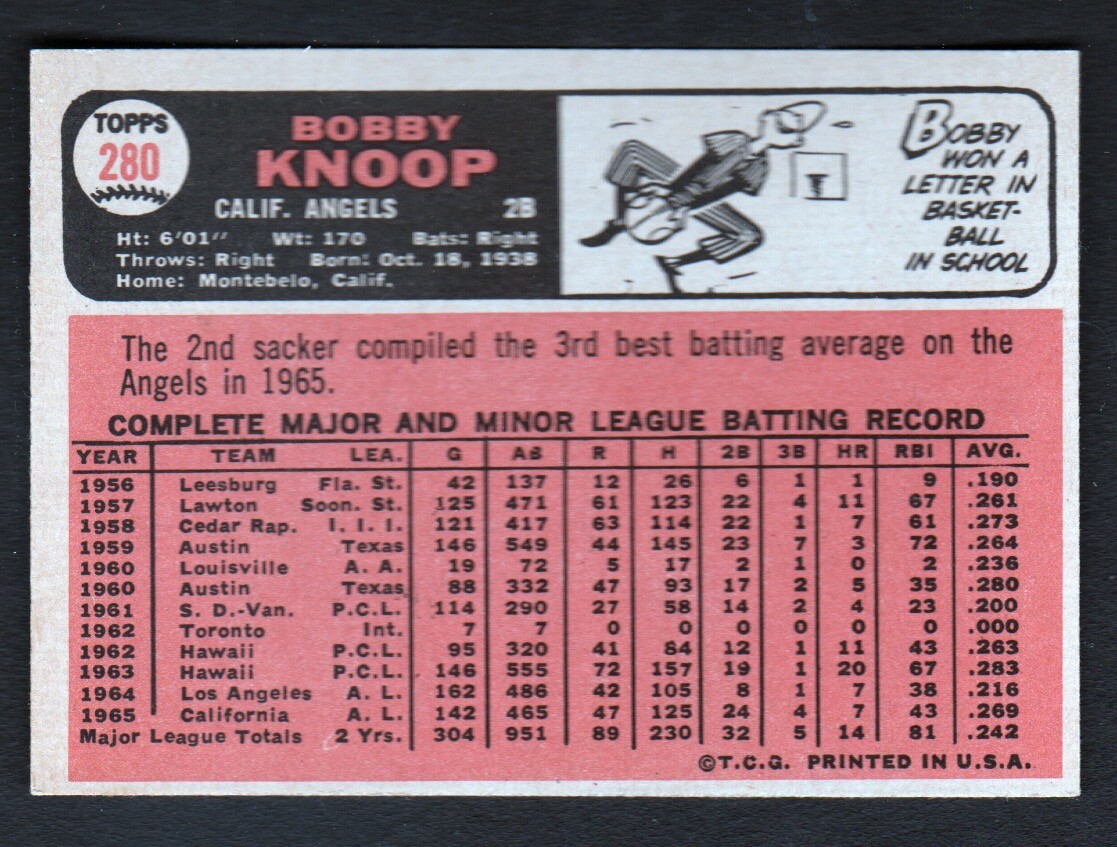 TOPPS
280
BOBBY
KNOOP
CALIF. ANGELS 2B
Ht: 6'01" Wt: 170 Bats: Right
Throws: Right Born: Oct. 18, 1938
Home: Montebelo, Calif.
BOBBY
WON A
LETTER IN
BASKET-
BALL
IN SCHOOL
The 2nd sacker compiled the 3rd best batting average on the
Angels in 1965.
COMPLETE MAJOR AND MINOR LEAGUE BATTING RECORD
YEAR TEAM LEA. G AB R H 2B 3B HR RBI AVG.
1956 Leesburg Fla. St. 42 137 12 26 6 1 1 9 .190
1957 Lawton Soon. St. 125 471 61 123 22 4 11 67 .261
1958 Cedar Rap. I. I. I. 121 417 63 114 22 1 7 61 .273
1959 Austin Texas 146 549 44 145 23 7 3 72 .264
1960 Louisville A. A. 19 72 5 17 2 1 0 2 .236
1960 Austin Texas 88 332 47 93 17 2 5 35 .280
1961 S. D.-Van. P.C.L. 114 290 27 58 14 2 4 23 .200
1962 Toronto Int. 7 7 0 0 0 0 0 0 .000
1962 Hawaii P.C.L. 95 320 41 84 12 1 11 43 .263
1963 Hawaii P.C.L. 146 555 72 157 19 1 20 67 .283
1964 Los Angeles A. L. 162 486 42 105 8 1 7 38 .216
1965 California A. L. 142 465 47 125 24 4 7 43 .269
Major League Totals 2 Yrs. 304 951 89 230 32 5 14 81 .242
©T.C.G. PRINTED IN U.S.A.